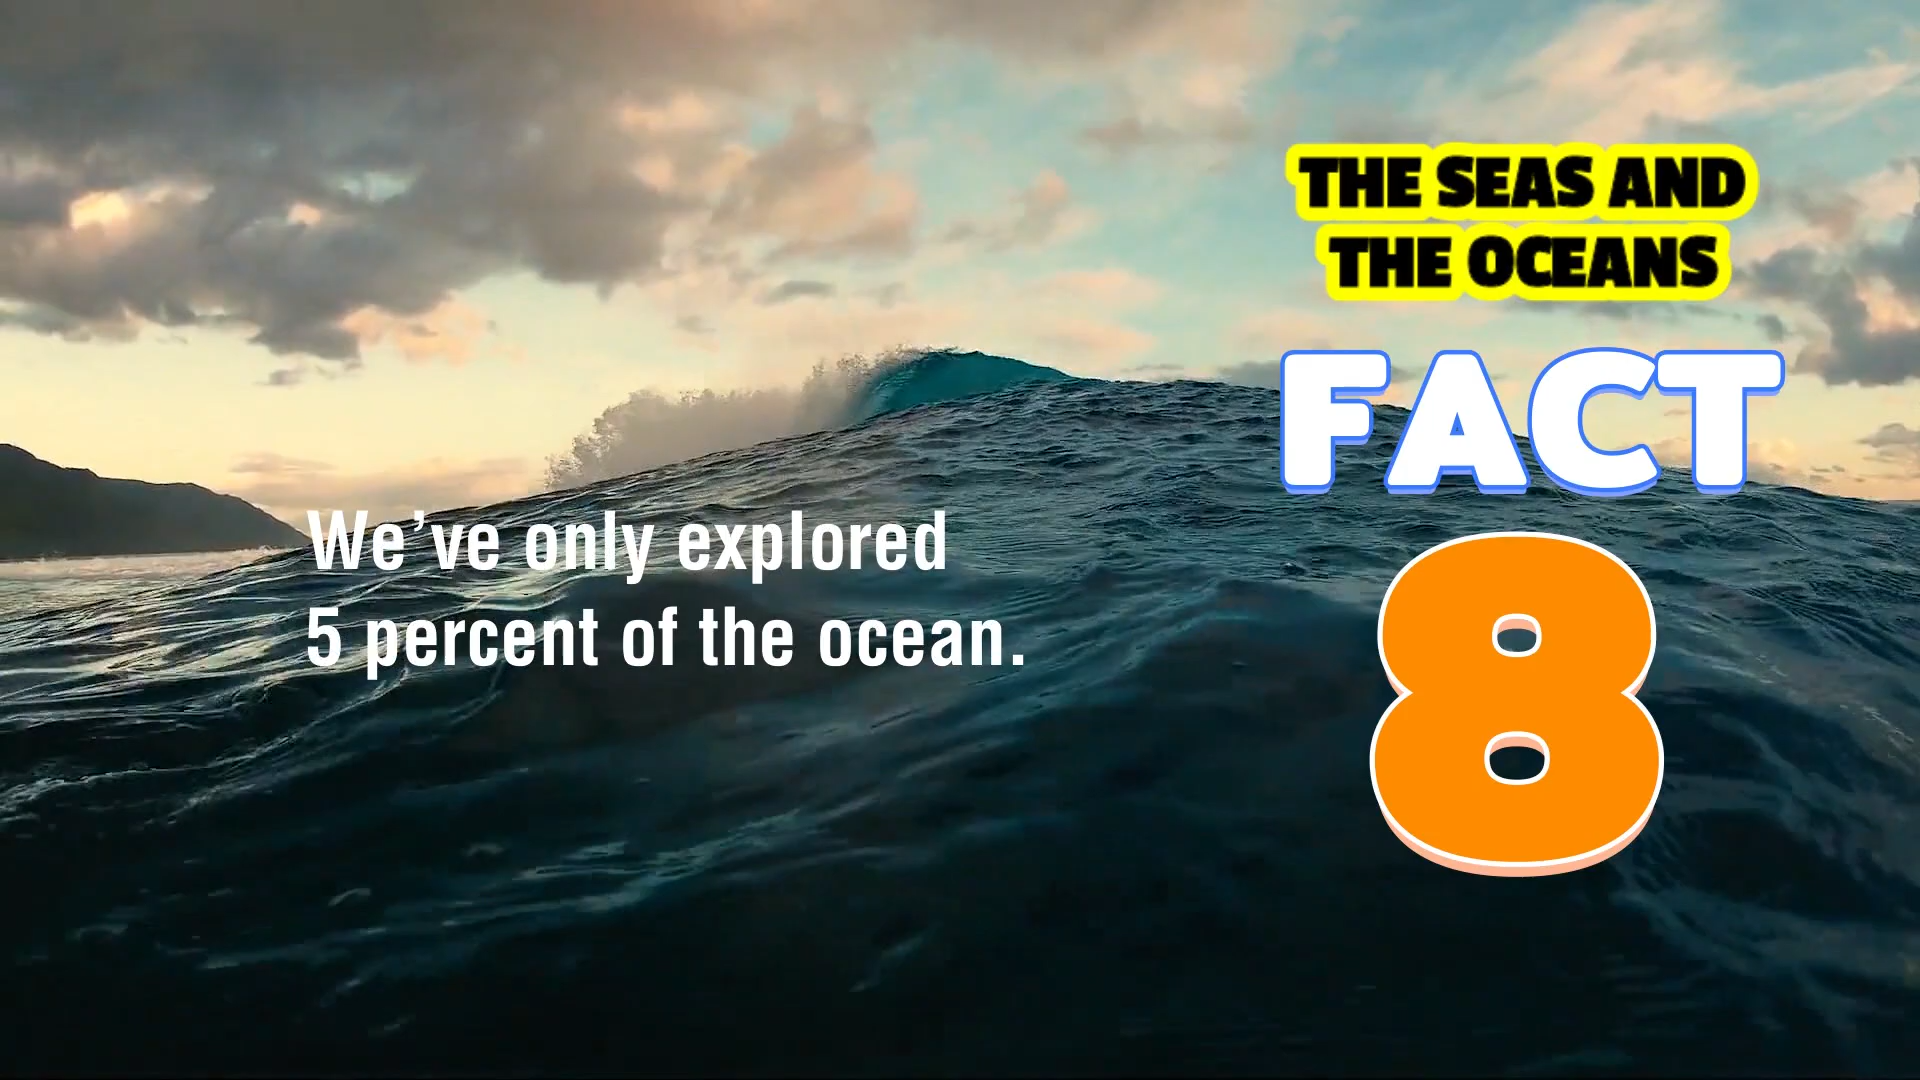 THE SEAS AND
THE OCEANS
FACT
8
We’ve only explored
5 percent of the ocean.